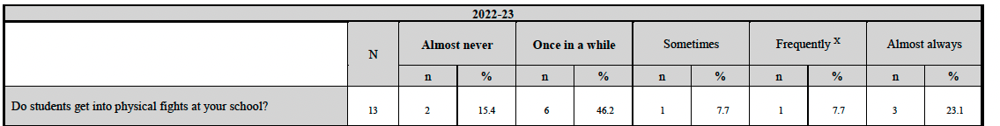 2022-23
N Almost never Once in a while Sometimes Frequently X Almost always
n % n % n % n % n %
Do students get into physical fights at your school? 13 2 15.4 6 46.2 1 7.7 1 7.7 3 23.1